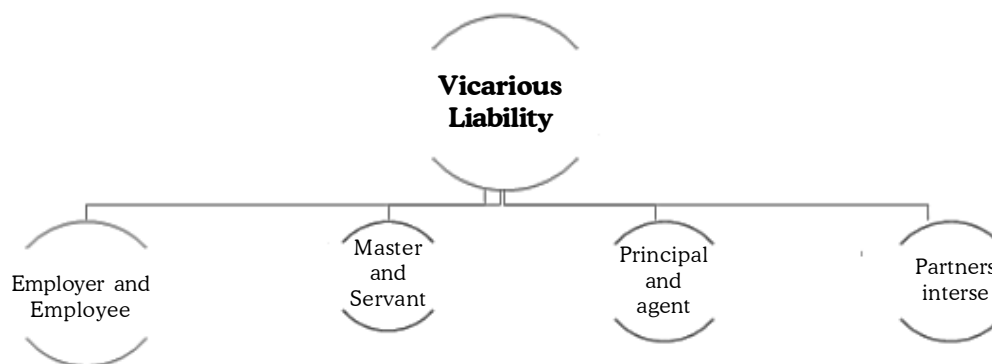 Vicarious
Liability
Employer and
Employee
Master
and
Servant
Principal
and
agent
Partners
interse